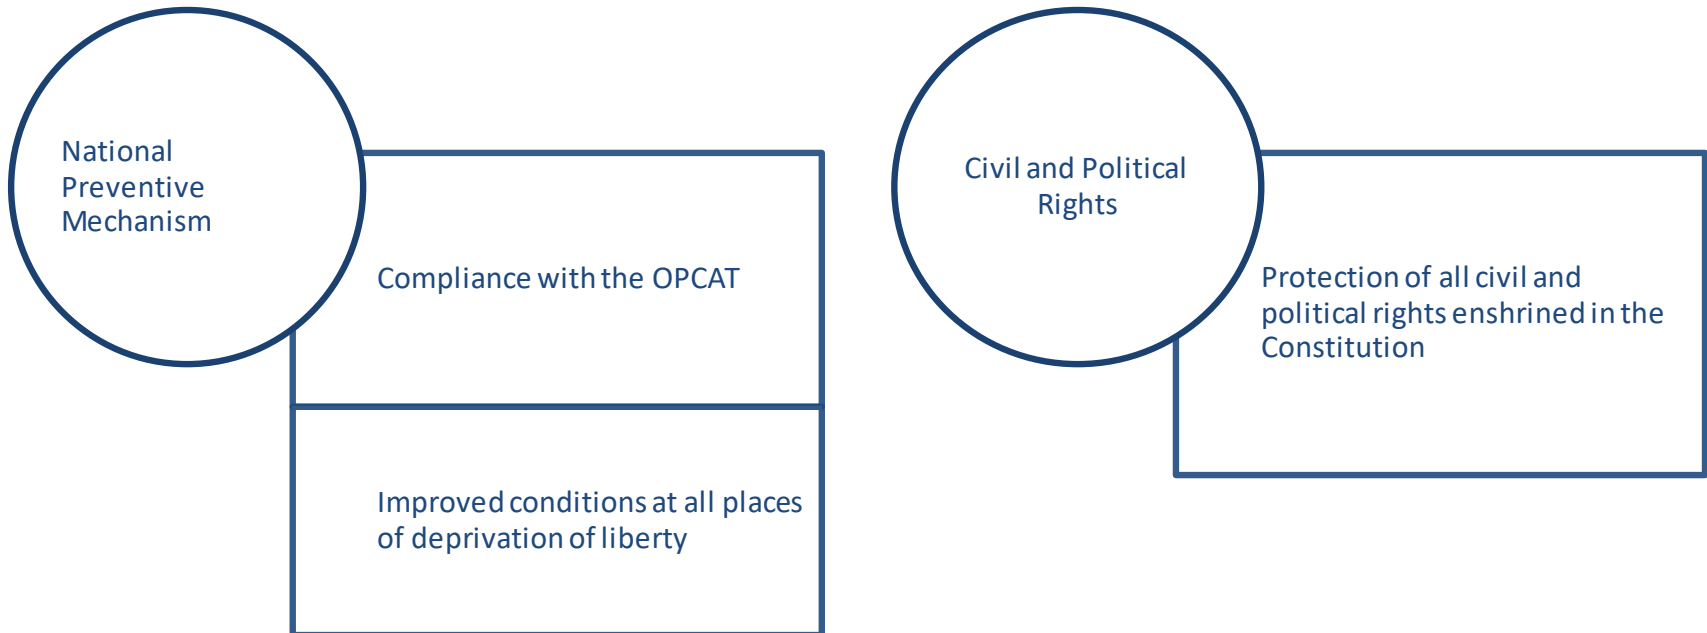 National
Preventive
Mechanism
Compliance with the OPCAT
Improved conditions at all places
of deprivation of liberty
Civil and Political
Rights
Protection of all civil and
political rights enshrined in the
Constitution